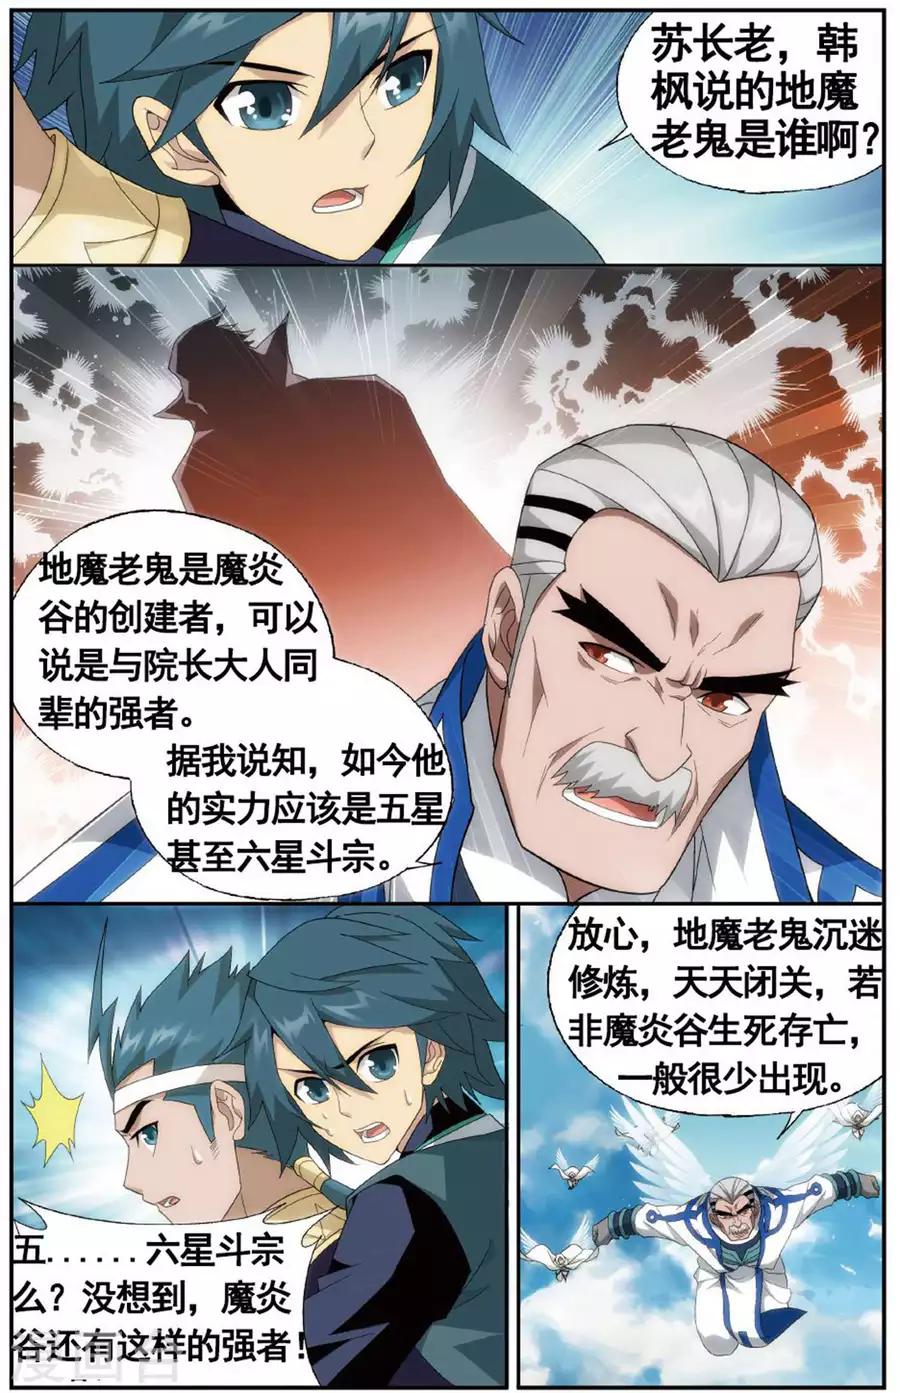 苏长老，韩
枫说的地魔
老鬼是谁啊？
地魔老鬼是魔炎
谷的创建者，可以
说是与院长大人同
辈的强者。
据我说知，如今他
的实力应该是五星
甚至六星斗宗。
五......六星斗宗
么？没想到，魔炎
谷还有这样的强者！
放心，地魔老鬼沉迷
修炼，天天闭关，若
非魔炎谷生死存亡，
一般很少出现。
漫画台